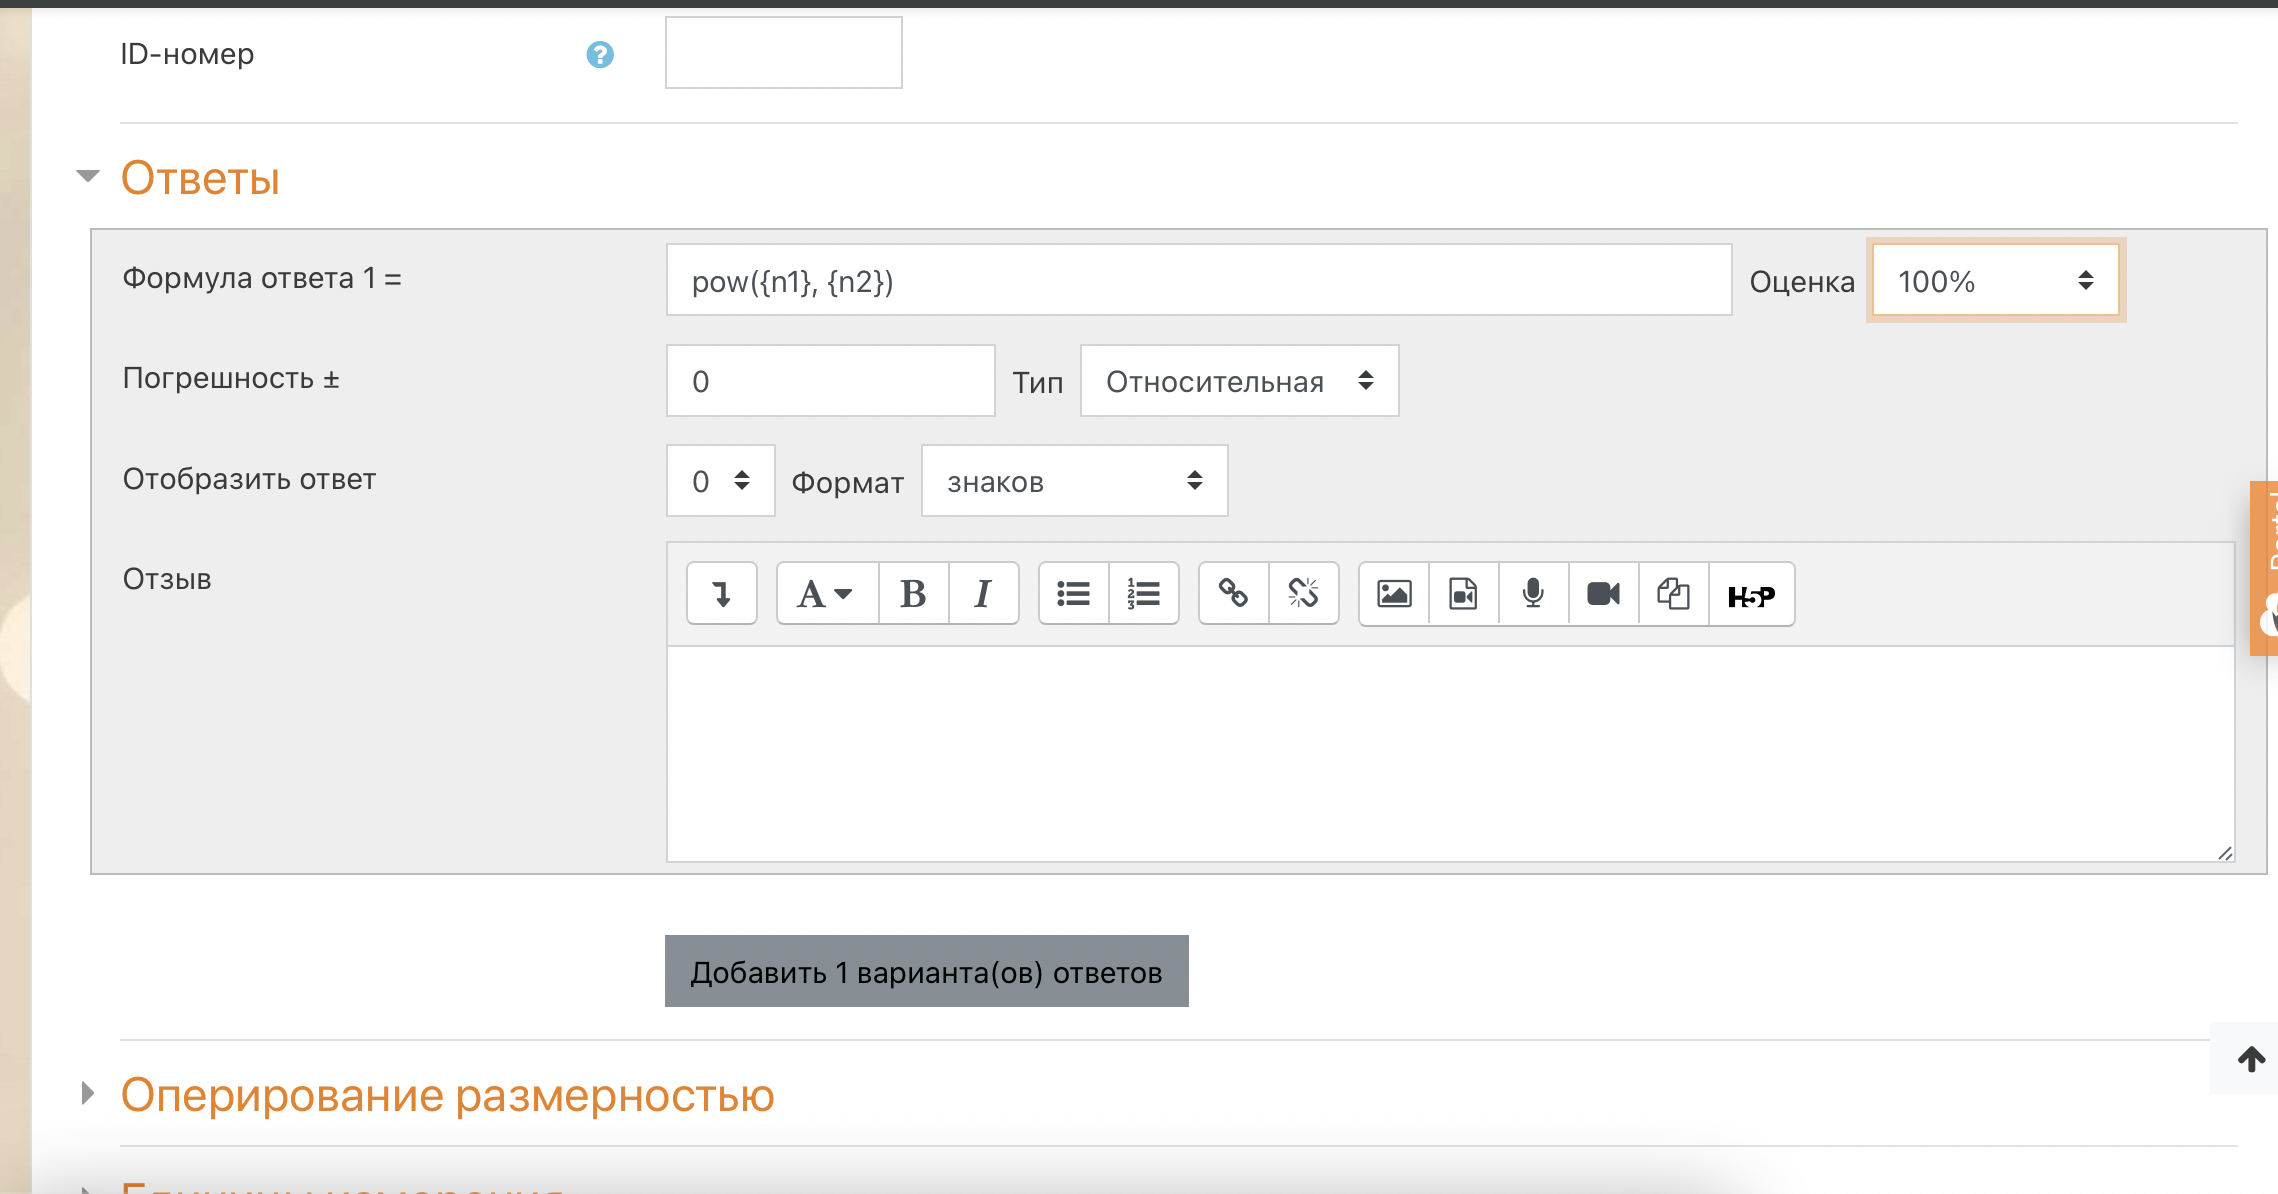 ID-номер
Ответы
Формула ответа 1 = pow({n1}, {n2}) Оценка 100%
Погрешность ± 0 Тип Относительная
Отобразить ответ 0 Формат знаков
Отзыв A B I H5P
Добавить 1 варианта(ов) ответов
Оперирование размерностью